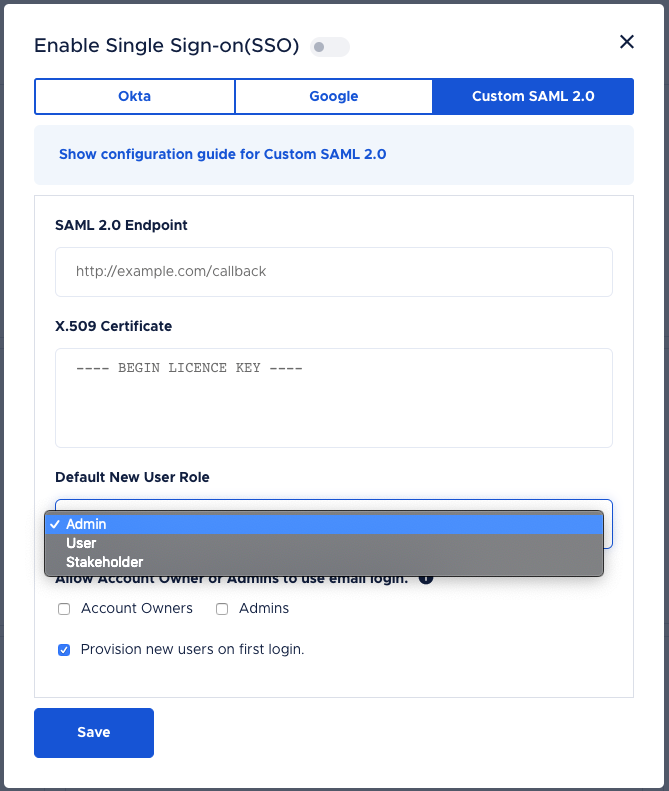 Enable Single Sign-on(SSO)
Okta
Google
Custom SAML 2.0
Show configuration guide for Custom SAML 2.0
SAML 2.0 Endpoint
http://example.com/callback
X.509 Certificate
---- BEGIN LICENCE KEY ----
Default New User Role
Admin
User
Stakeholder
Allow Account Owner or Admins to use email login.
Account Owners
Admins
Provision new users on first login.
Save